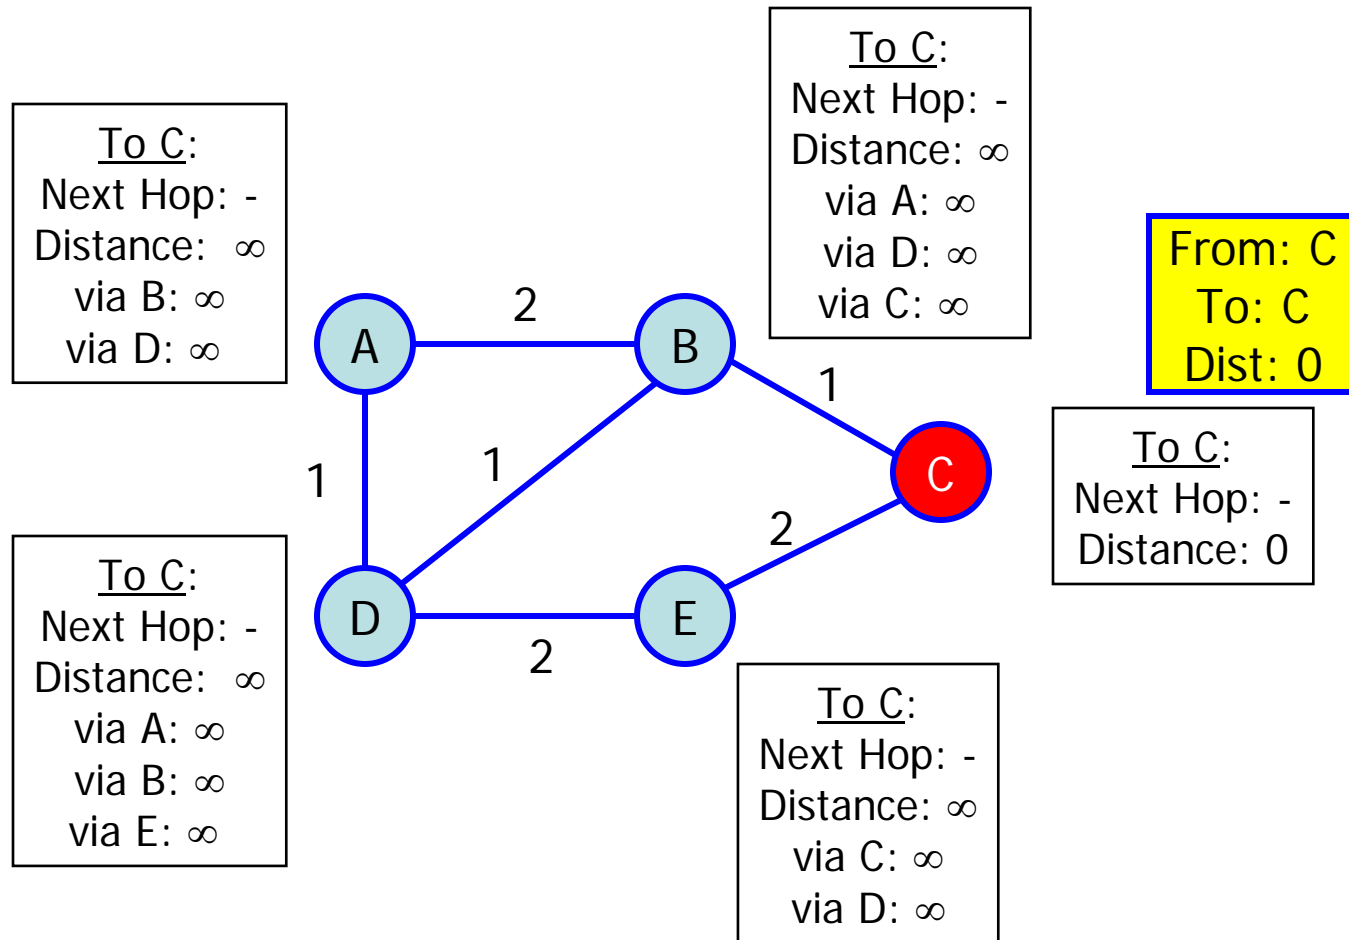 To C:
Next Hop: -
Distance: ∞
via A: ∞
via D: ∞
via C: ∞
To C:
Next Hop: -
Distance: ∞
via B: ∞
via D: ∞
From: C
To: C
Dist: 0
A
2
B
1
C
1
1
2
D
2
E
To C:
Next Hop: -
Distance: 0
To C:
Next Hop: -
Distance: ∞
via A: ∞
via B: ∞
via E: ∞
To C:
Next Hop: -
Distance: ∞
via C: ∞
via D: ∞